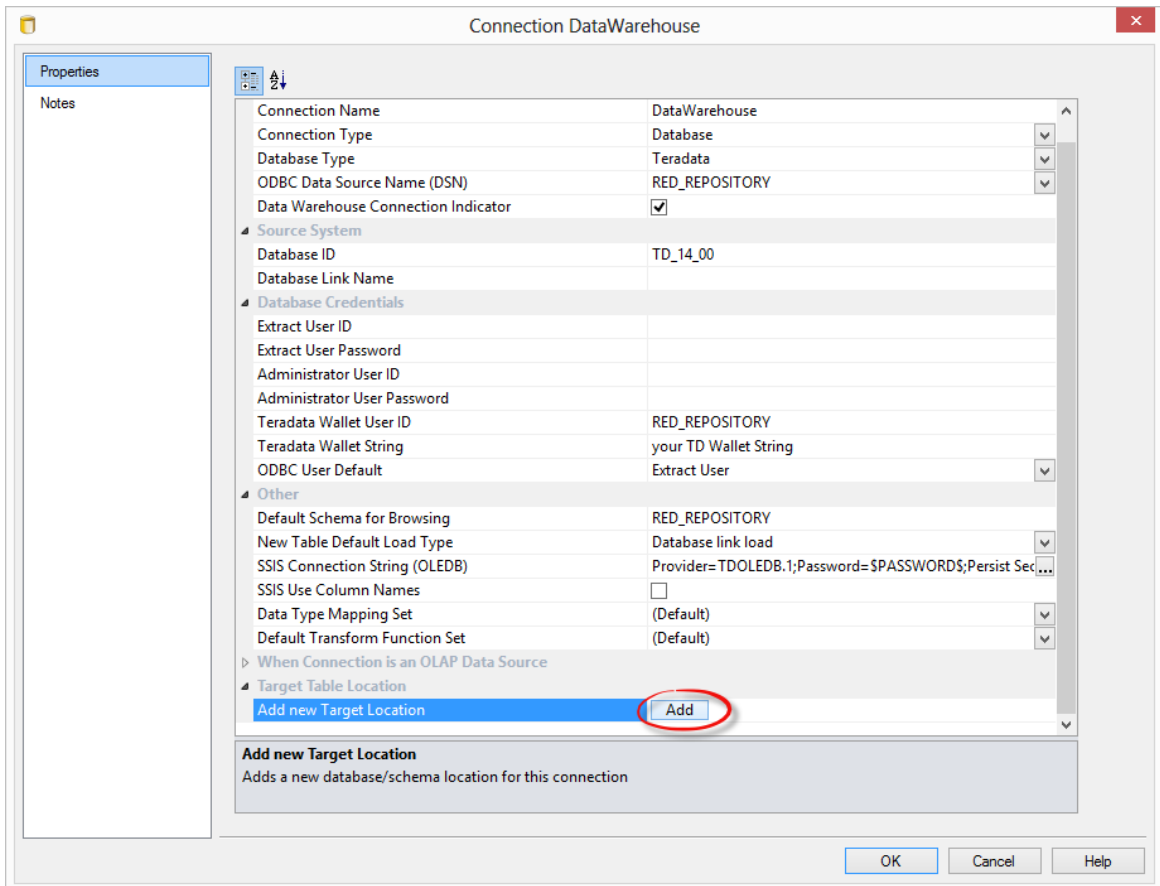 Connection DataWarehouse
Properties
Notes
Connection Name DataWarehouse
Connection Type Database
Database Type Teradata
ODBC Data Source Name (DSN) RED_REPOSITORY
Data Warehouse Connection Indicator
Source System
Database ID TD_14_00
Database Link Name
Database Credentials
Extract User ID
Extract User Password
Administrator User ID
Administrator User Password
Teradata Wallet User ID RED_REPOSITORY
Teradata Wallet String your TD Wallet String
ODBC User Default Extract User
Other
Default Schema for Browsing RED_REPOSITORY
New Table Default Load Type Database link load
SSIS Connection String (OLEDB) Provider=TDOLEDB.1;Password=$PASSWORD$;Persist Sec ...
SSIS Use Column Names
Data Type Mapping Set (Default)
Default Transform Function Set (Default)
When Connection is an OLAP Data Source
Target Table Location
Add new Target Location Add
Add new Target Location
Adds a new database/schema location for this connection
OK Cancel Help